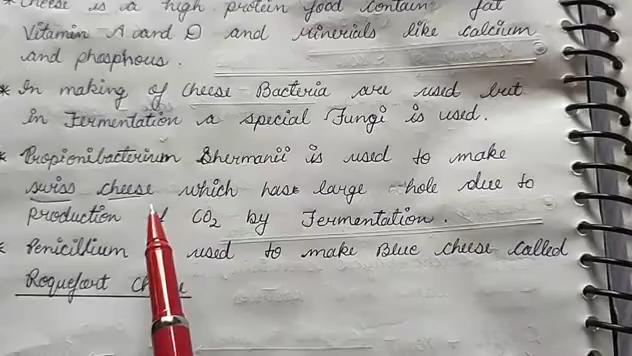 * Cheese is a high protein food contain fat
Vitamin A and D and minerals like calcium
and phosphous.
* In making of Cheese Bacteria are used but
in Fermentation a special Fungi is used.
* Propionibacterium Shermanii is used to make
swiss cheese which has large hole due to
Production CO2 by Fermentation.
* Penicillium used to make Blue cheese called
Roquefort